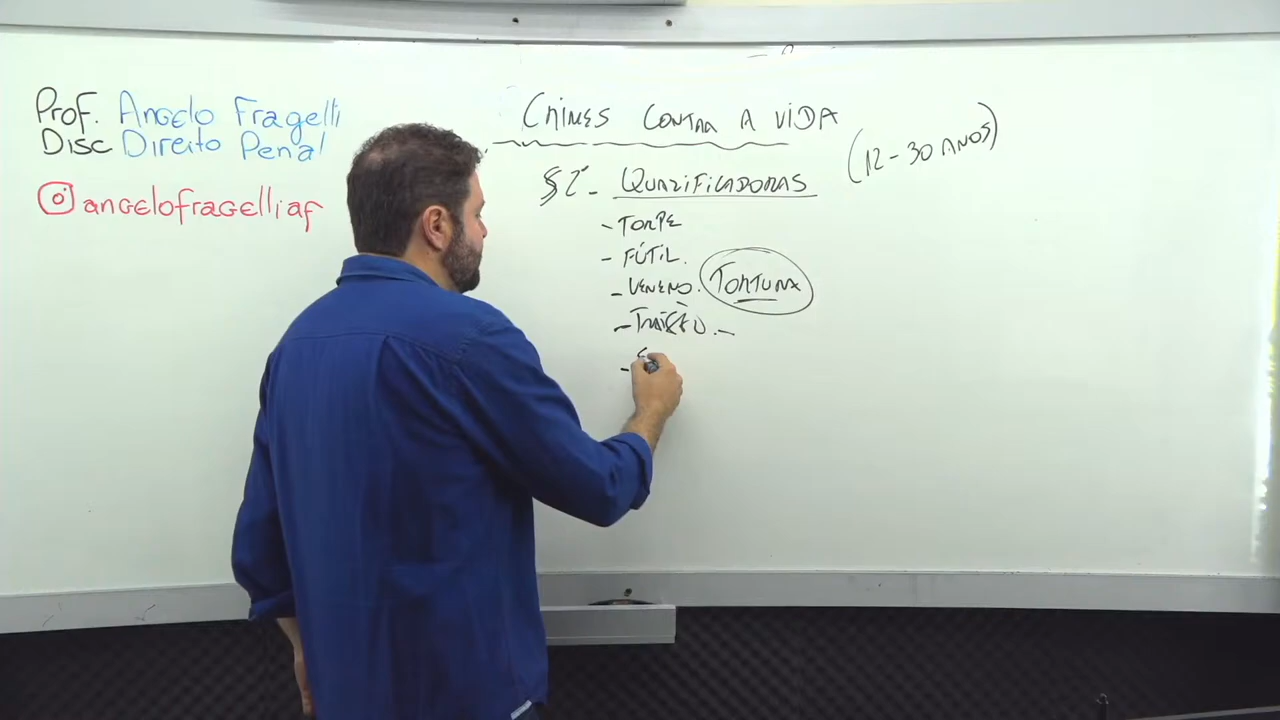 Prof. Angelo Fragelli
Disc Direito Penal
angelofragelliaf
CRIMES CONTRA A VIDA
(12 - 30 ANOS)
§2º - QUALIFICADORAS
- TORPE
- FÚTIL.
- VENENO. TORTURA
- TRAIÇÃO. -
-